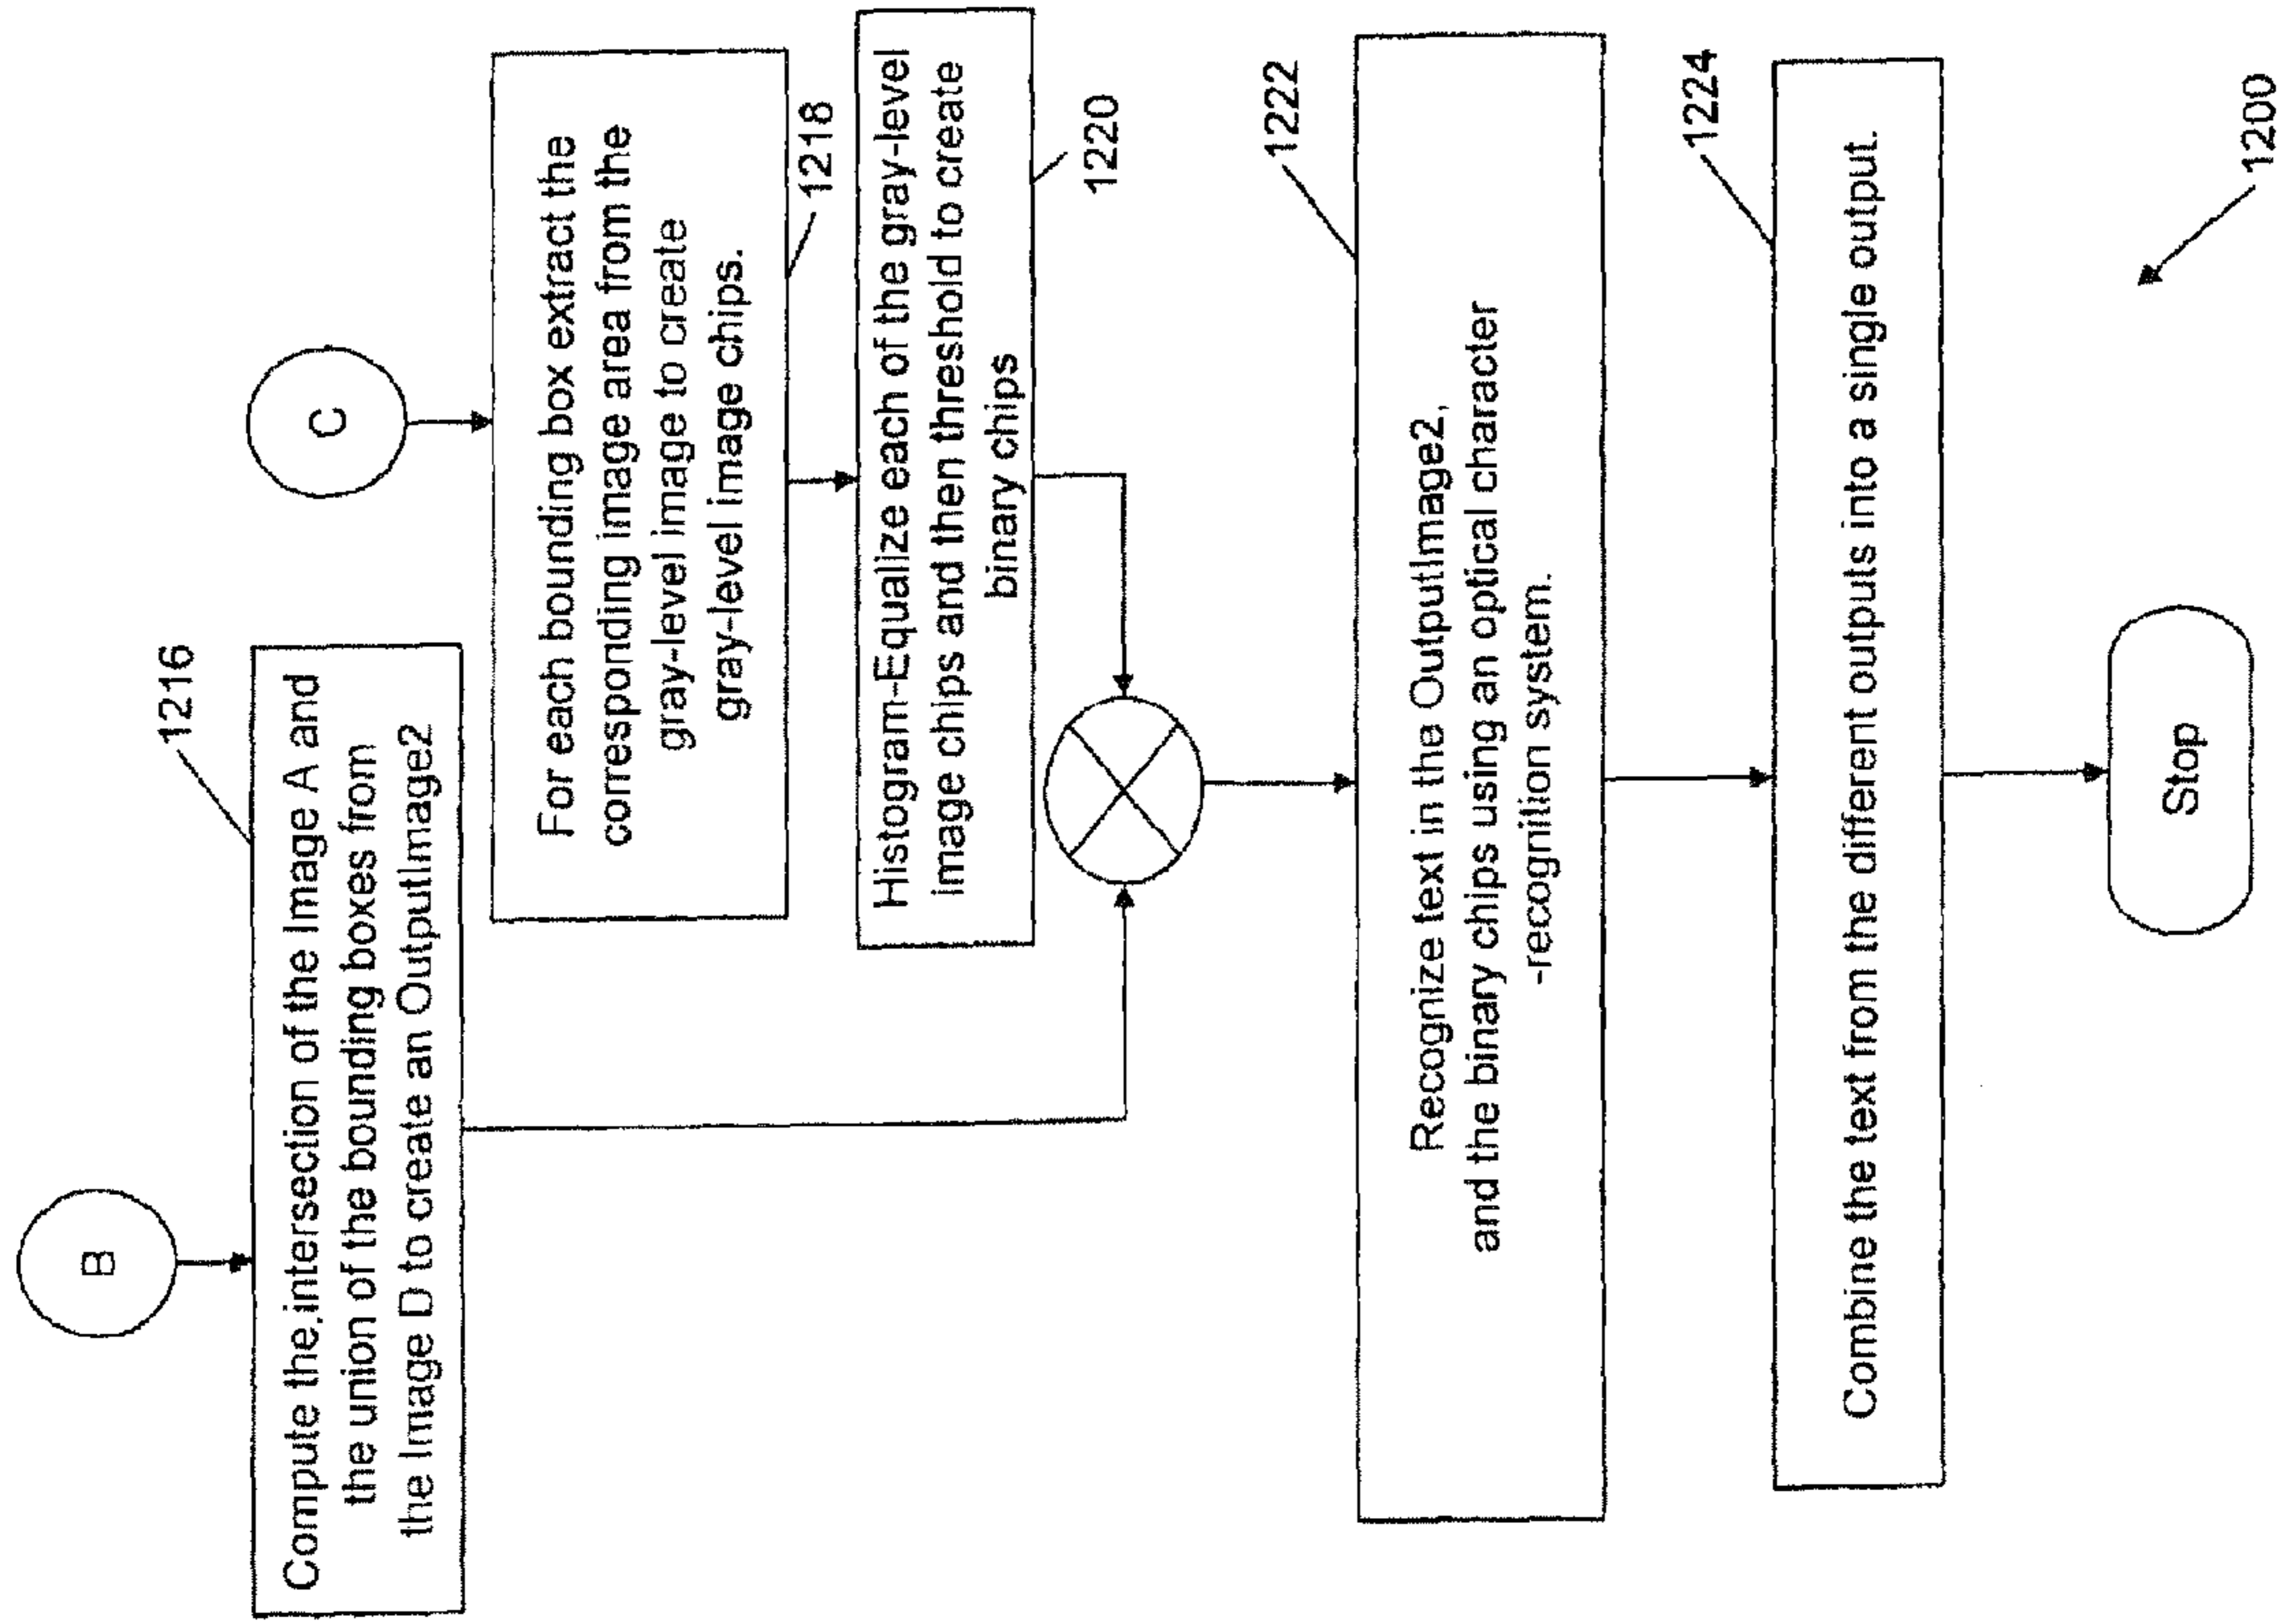 B
1216
Compute the intersection of the Image A and
the union of the bounding boxes from
the Image D to create an OutputImage2
C
For each bounding box extract the
corresponding image area from the
gray-level image to create
gray-level image chips.
1218
Histogram-Equalize each of the gray-level
image chips and then threshold to create
binary chips
1220
1222
Recognize text in the OutputImage2,
and the binary chips using an optical character
-recognition system.
1224
Combine the text from the different outputs into a single output.
Stop
1200